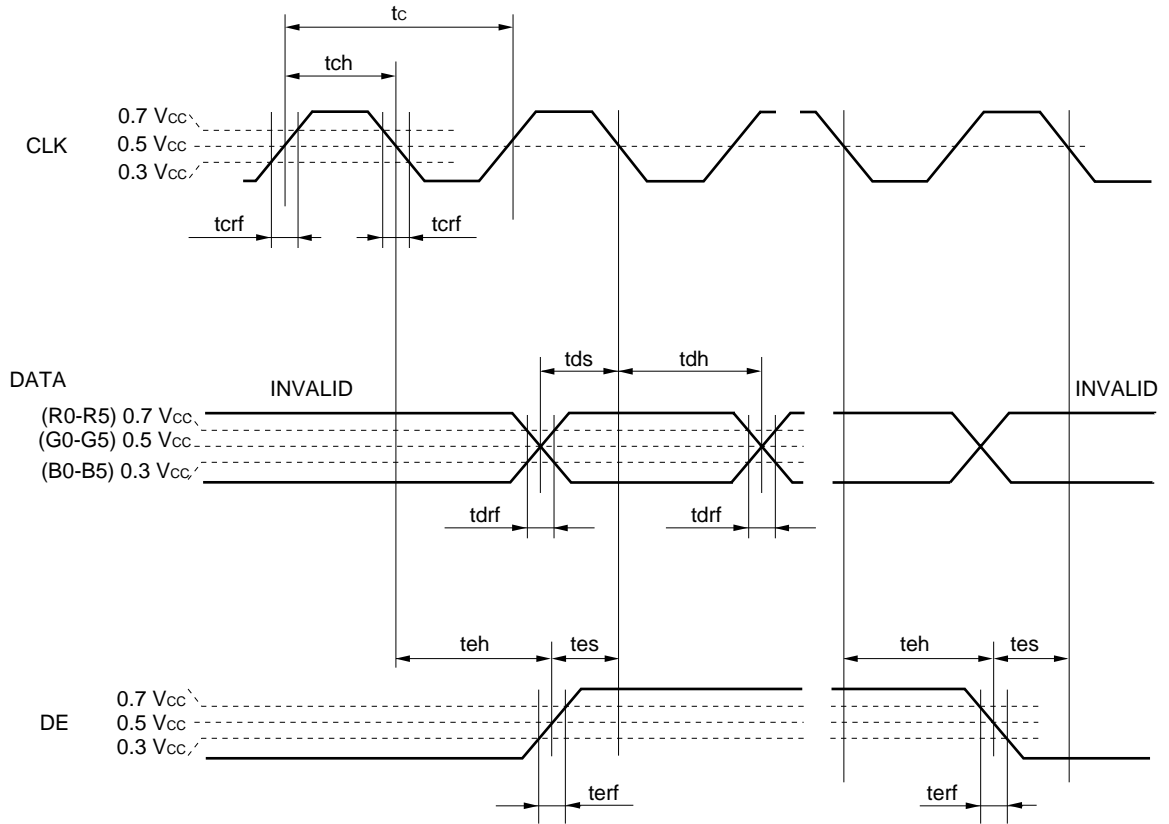 tc
tch
0.7 Vcc
CLK
0.5 Vcc
0.3 Vcc
tcrf
tcrf
tds
tdh
DATA
INVALID
INVALID
(R0-R5) 0.7 Vcc
(G0-G5) 0.5 Vcc
(B0-B5) 0.3 Vcc
tdrf
tdrf
teh
tes
teh
tes
0.7 Vcc
DE
0.5 Vcc
0.3 Vcc
terf
terf